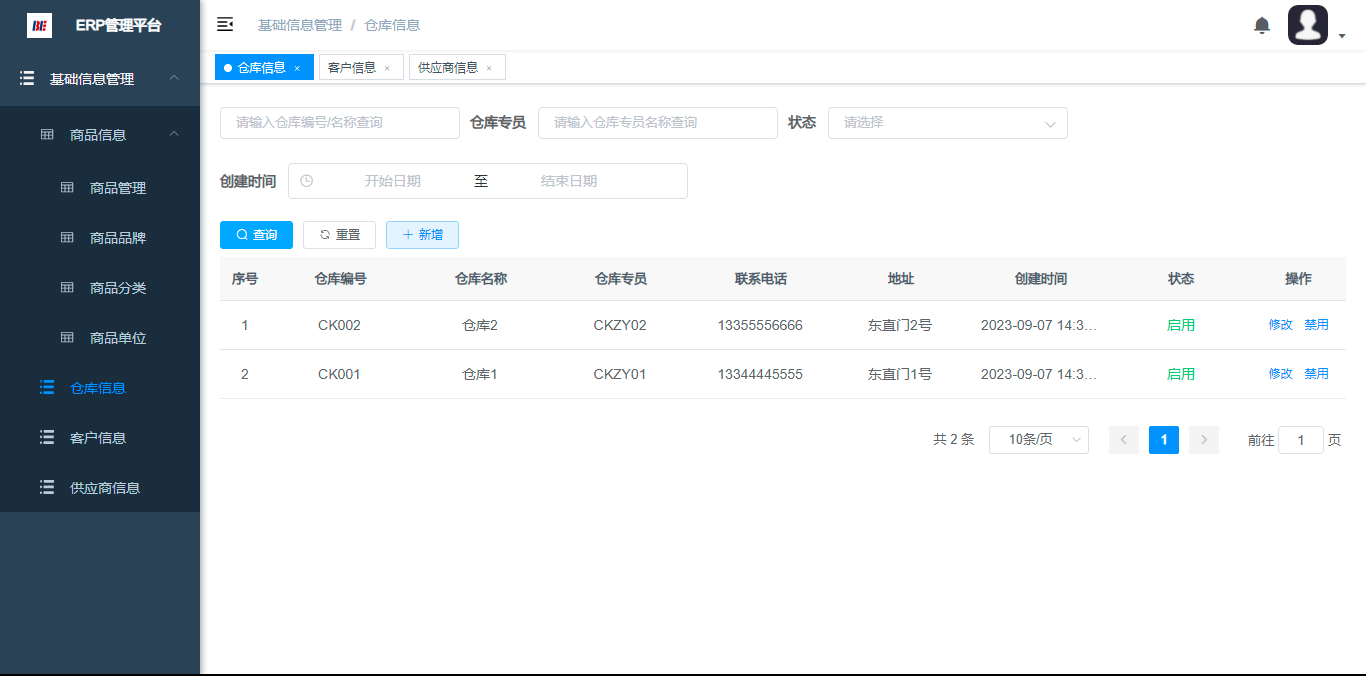 ERP管理平台
基础信息管理
商品信息
商品管理
商品品牌
商品分类
商品单位
仓库信息
客户信息
供应商信息
基础信息管理 / 仓库信息
仓库信息 × 客户信息 × 供应商信息 ×
请输入仓库编号/名称查询 仓库专员 请输入仓库专员名称查询 状态 请选择
创建时间 开始日期 至 结束日期
查询 重置 + 新增
序号 仓库编号 仓库名称 仓库专员 联系电话 地址 创建时间 状态 操作
1 CK002 仓库2 CKZY02 13355556666 东直门2号 2023-09-07 14:3... 启用 修改 禁用
2 CK001 仓库1 CKZY01 13344445555 东直门1号 2023-09-07 14:3... 启用 修改 禁用
共 2 条 10条/页 < 1 > 前往 1 页